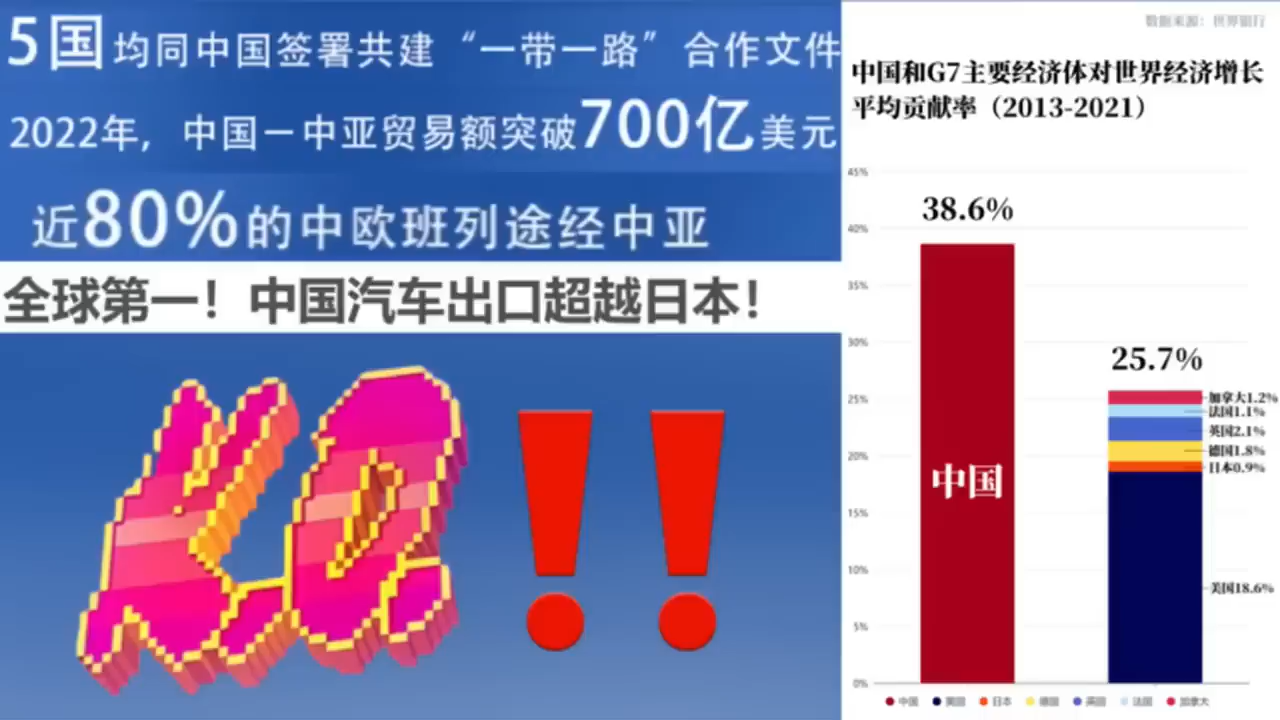 5国均同中国签署共建“一带一路”合作文件
2022年,中国一中亚贸易额突破700亿美元
近80%的中欧班列途经中亚
全球第一！中国汽车出口超越日本！
!!
数据来源：世界银行
中国和G7主要经济体对世界经济增长
平均贡献率（2013-2021）
45%
40%
35%
30%
25%
20%
15%
10%
5%
0%
38.6%
中国
25.7%
加拿大1.2%
法国1.1%
英国2.1%
德国1.8%
日本0.9%
美国18.6%
中国 美国 日本 德国 英国 法国 加拿大